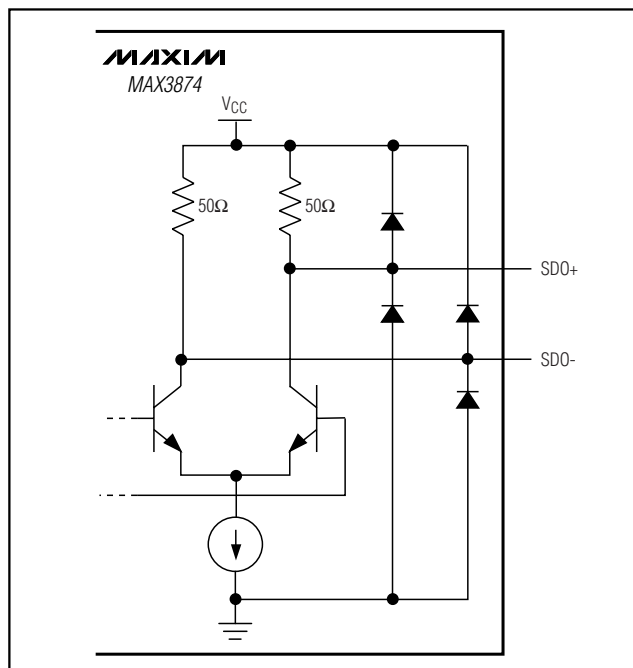 MAXIM
MAX3874
VCC
50Ω
50Ω
SDO+
SDO-